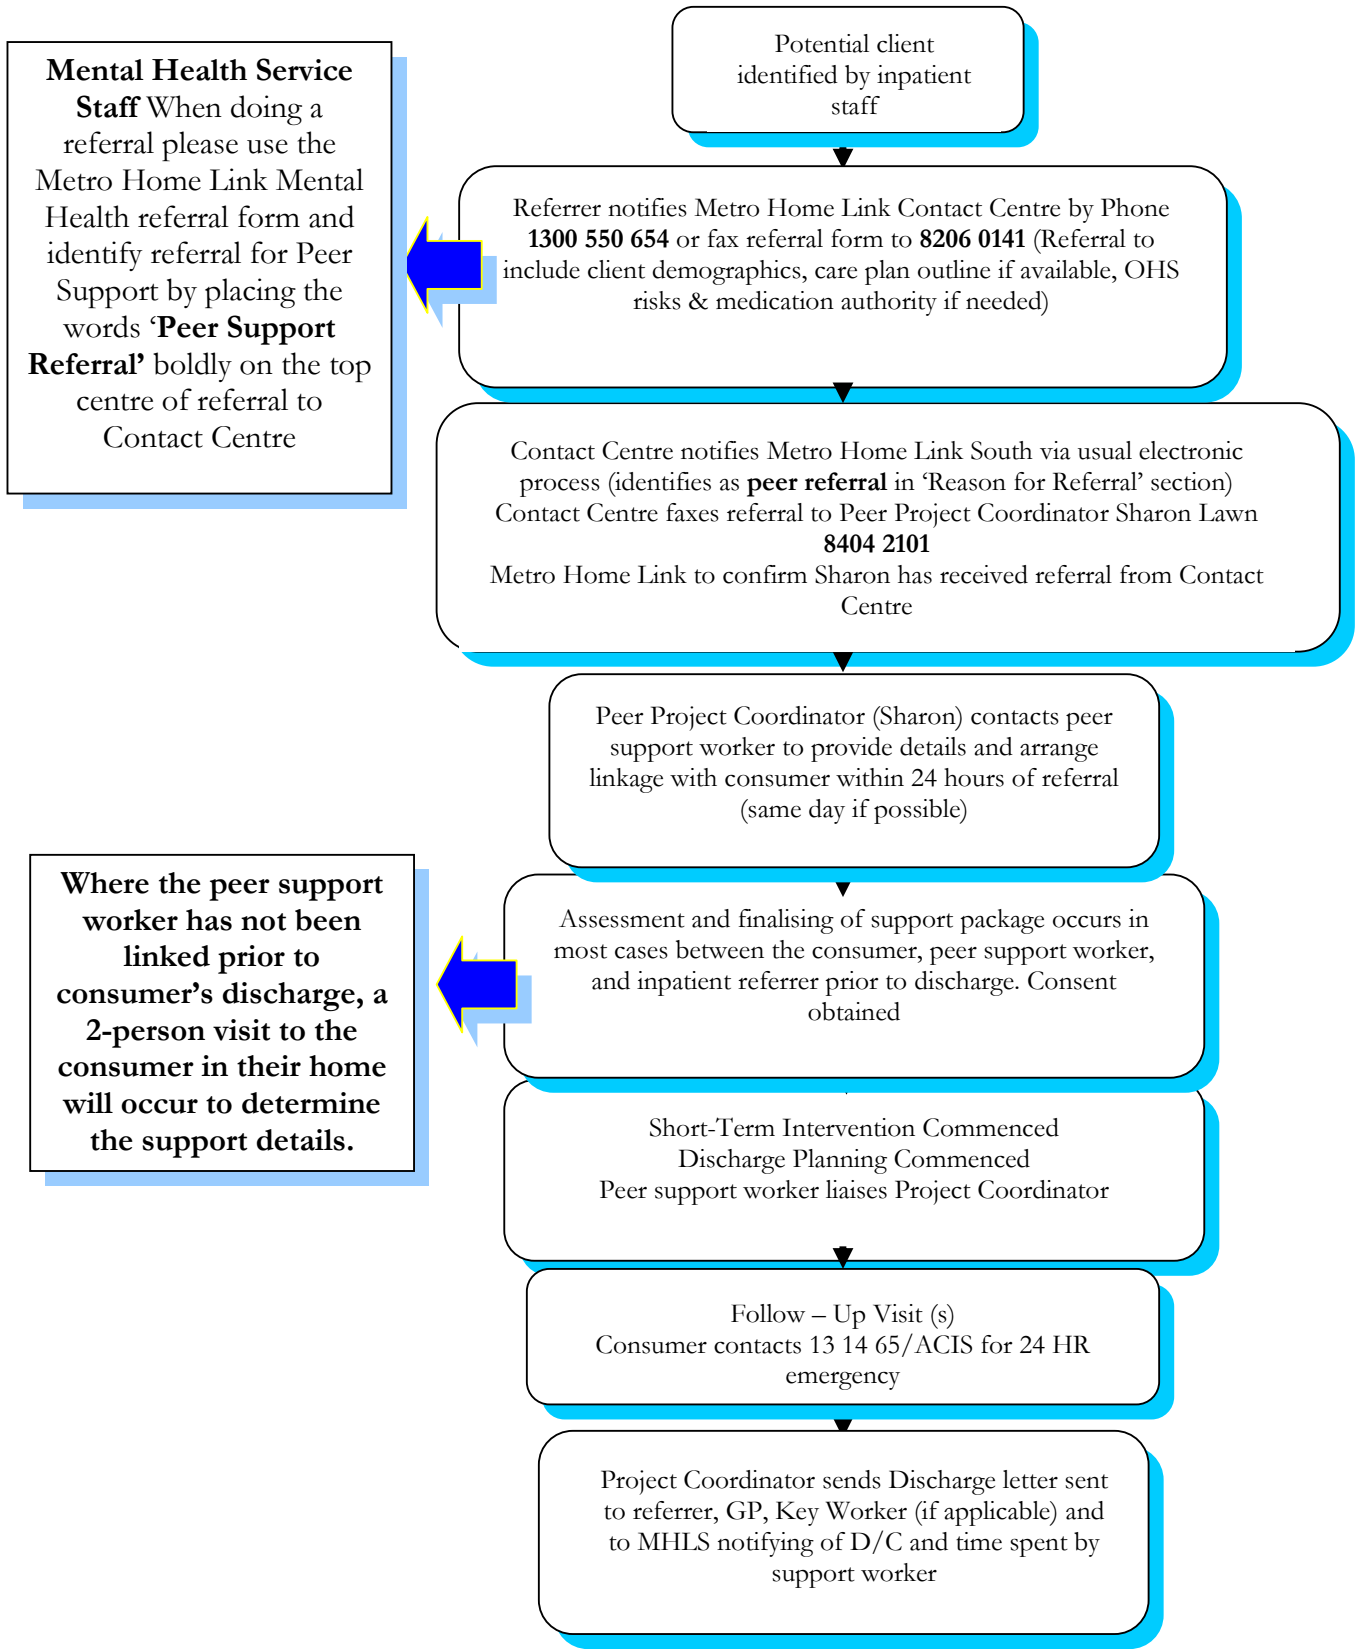 Potential client
identified by inpatient
staff
Mental Health Service
Staff When doing a
referral please use the
Metro Home Link Mental
Health referral form and
identify referral for Peer
Support by placing the
words ‘Peer Support
Referral’ boldly on the top
centre of referral to
Contact Centre
Referrer notifies Metro Home Link Contact Centre by Phone
1300 550 654 or fax referral form to 8206 0141 (Referral to
include client demographics, care plan outline if available, OHS
risks & medication authority if needed)
Contact Centre notifies Metro Home Link South via usual electronic
process (identifies as peer referral in ‘Reason for Referral’ section)
Contact Centre faxes referral to Peer Project Coordinator Sharon Lawn
8404 2101
Metro Home Link to confirm Sharon has received referral from Contact
Centre
Peer Project Coordinator (Sharon) contacts peer
support worker to provide details and arrange
linkage with consumer within 24 hours of referral
(same day if possible)
Where the peer support
worker has not been
linked prior to
consumer’s discharge, a
2-person visit to the
consumer in their home
will occur to determine
the support details.
Assessment and finalising of support package occurs in
most cases between the consumer, peer support worker,
and inpatient referrer prior to discharge. Consent
obtained
Short-Term Intervention Commenced
Discharge Planning Commenced
Peer support worker liaises Project Coordinator
Follow – Up Visit (s)
Consumer contacts 13 14 65/ACIS for 24 HR
emergency
Project Coordinator sends Discharge letter sent
to referrer, GP, Key Worker (if applicable) and
to MHLS notifying of D/C and time spent by
support worker